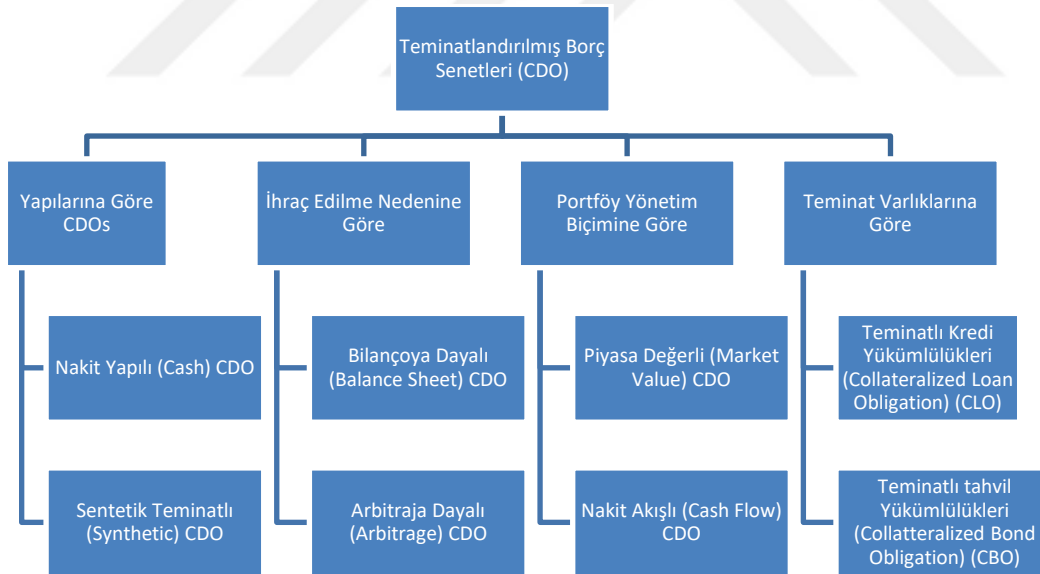 Teminatlandırılmış Borç
Senetleri (CDO)
Yapılarına Göre
CDOs
İhraç Edilme Nedenine
Göre
Portföy Yönetim
Biçimine Göre
Teminat Varlıklarına
Göre
Nakit Yapılı (Cash) CDO
Bilançoya Dayalı
(Balance Sheet) CDO
Piyasa Değerli (Market
Value) CDO
Teminatlı Kredi
Yükümlülükleri
(Collateralized Loan
Obligation) (CLO)
Sentetik Teminatlı
(Synthetic) CDO
Arbitraja Dayalı
(Arbitrage) CDO
Nakit Akışlı (Cash Flow)
CDO
Teminatlı tahvil
Yükümlülükleri
(Collatteralized Bond
Obligation) (CBO)